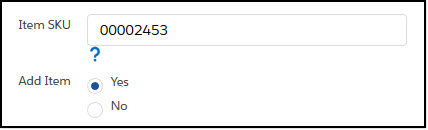 Item SKU 00002453
?
Add Item Yes
No